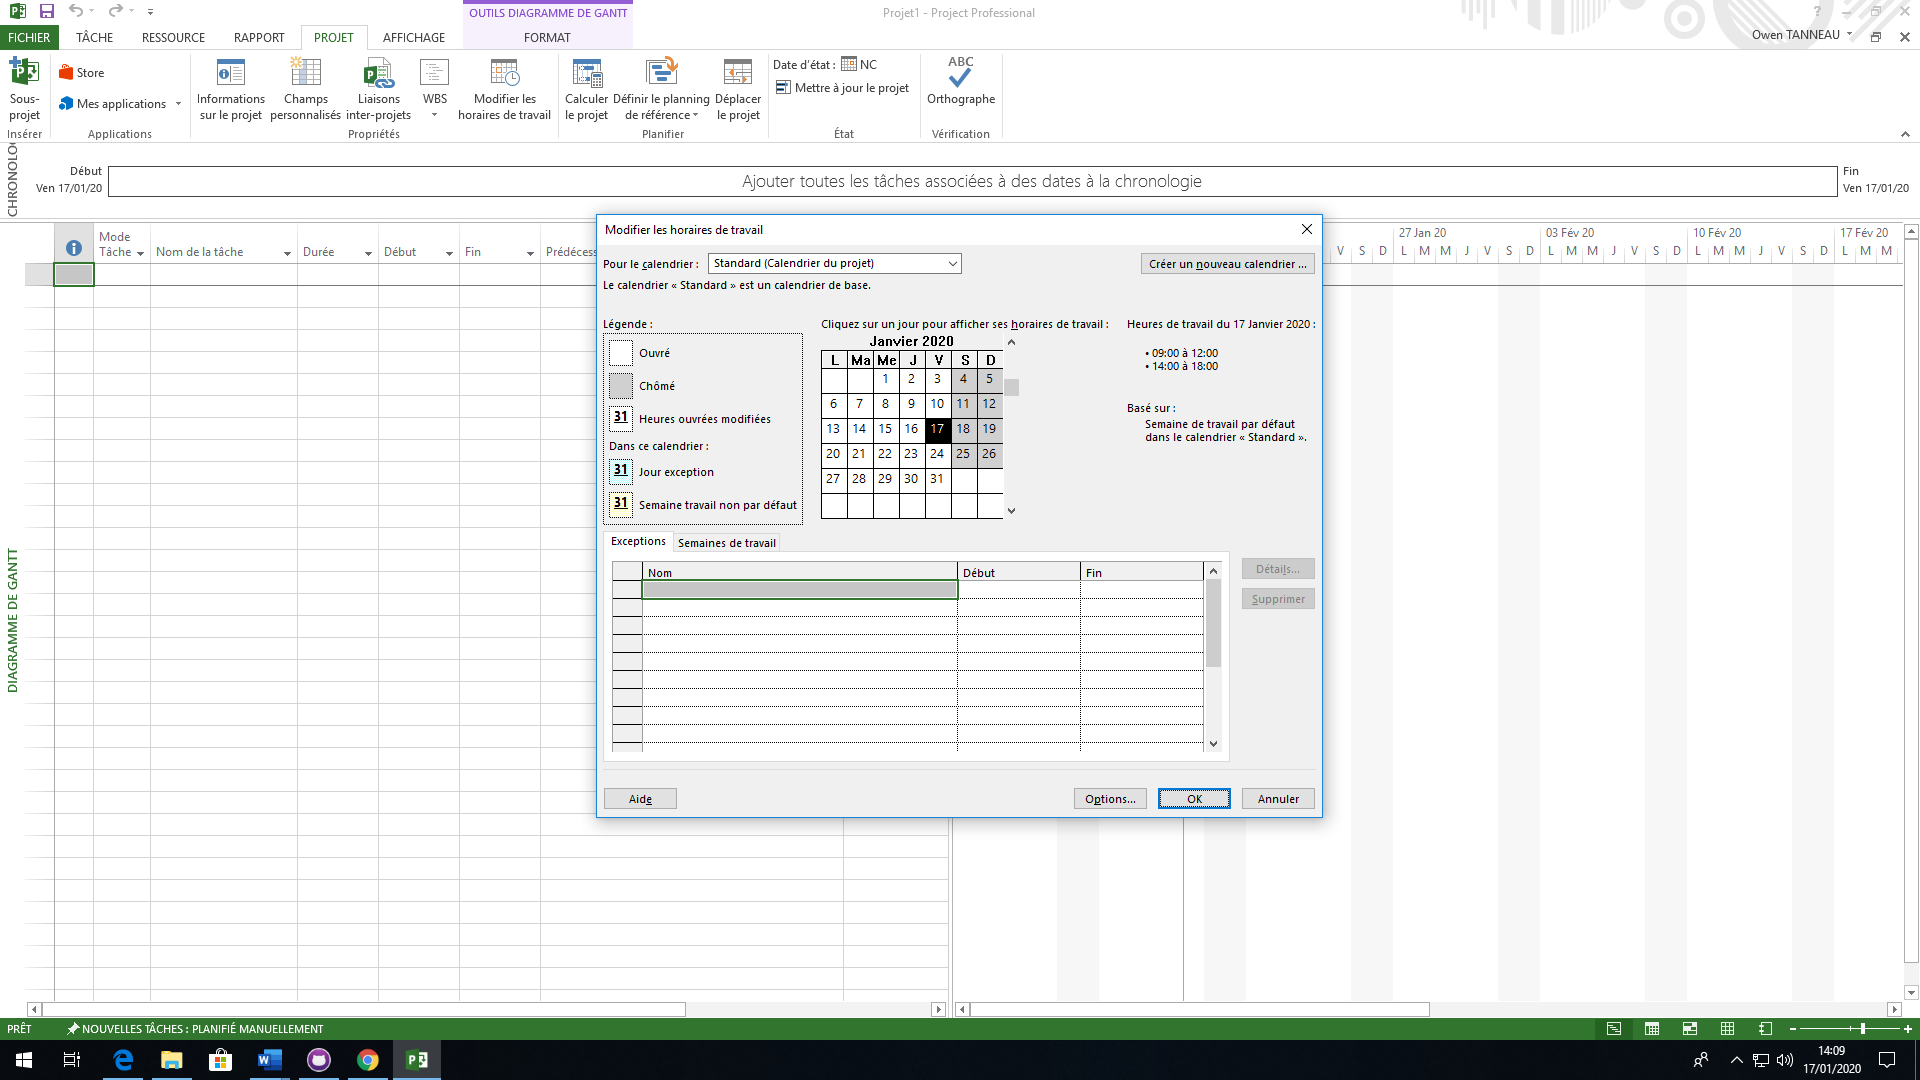 OUTILS DIAGRAMME DE GANTT
Projet1 - Project Professional
FICHIER TÂCHE RESSOURCE RAPPORT PROJET AFFICHAGE FORMAT
Owen TANNEAU
Sous-projet
Store
Mes applications
Informations sur le projet
Champs personnalisés
Liaisons inter-projets
WBS
Modifier les horaires de travail
Calculer le projet
Définir le planning de référence
Déplacer le projet
Date d'état : NC
Mettre à jour le projet
ABC
Orthographe
Insérer Applications Propriétés Planifier État Vérification
Début
Ven 17/01/20
Ajouter toutes les tâches associées à des dates à la chronologie
Fin
Ven 17/01/20
Mode Tâche
Nom de la tâche
Durée
Début
Fin
Prédécess
27 Jan 20 03 Fév 20 10 Fév 20 17 Fév 20
V S D L M M J V S D L M M J V S D L M M J V S D L M M
DIAGRAMME DE GANTT
Modifier les horaires de travail
Pour le calendrier : Standard (Calendrier du projet)
Créer un nouveau calendrier ...
Le calendrier « Standard » est un calendrier de base.
Légende :
Ouvré
Chômé
31 Heures ouvrées modifiées
Dans ce calendrier :
31 Jour exception
31 Semaine travail non par défaut
Cliquez sur un jour pour afficher ses horaires de travail :
Janvier 2020
L Ma Me J V S D
1 2 3 4 5
6 7 8 9 10 11 12
13 14 15 16 17 18 19
20 21 22 23 24 25 26
27 28 29 30 31
Heures de travail du 17 Janvier 2020 :
• 09:00 à 12:00
• 14:00 à 18:00
Basé sur :
Semaine de travail par défaut
dans le calendrier « Standard ».
Exceptions Semaines de travail
Nom Début Fin
Détails...
Supprimer
Aide Options... OK Annuler
PRÊT NOUVELLES TÂCHES : PLANIFIÉ MANUELLEMENT
14:09
17/01/2020